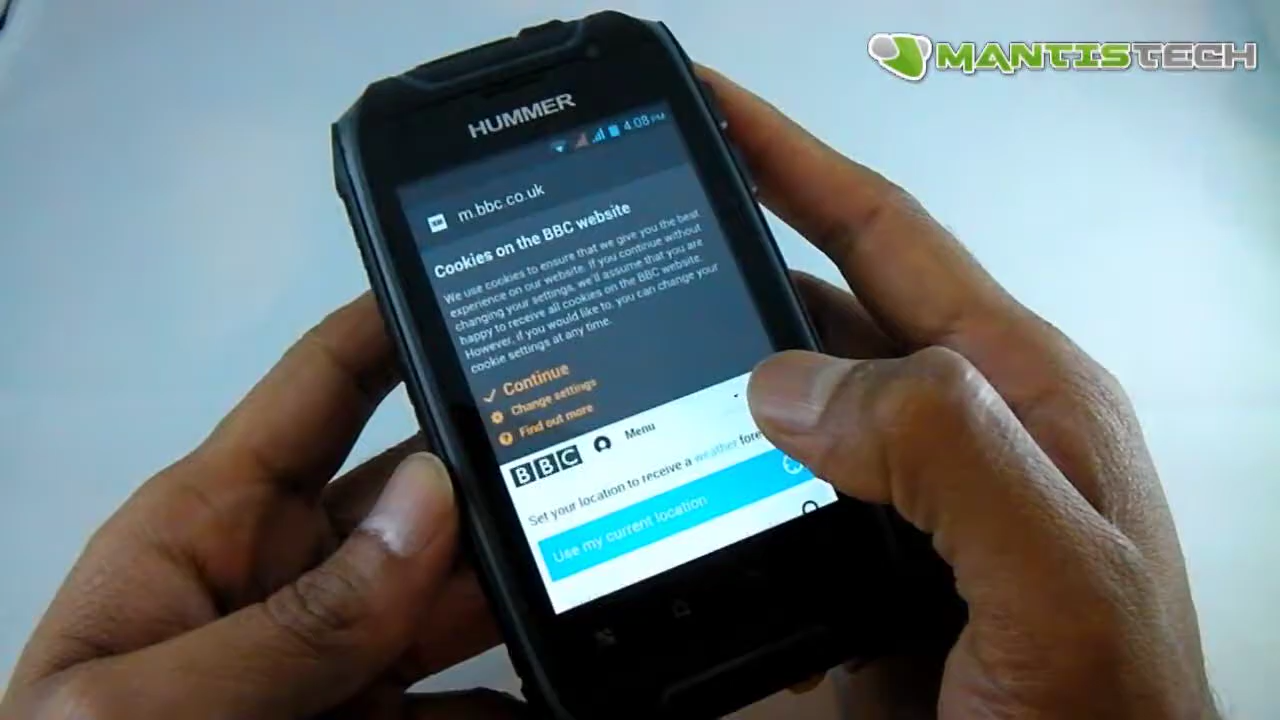 MANTISTECH
HUMMER
4:08 PM
m.bbc.co.uk
Cookies on the BBC website
We use cookies to ensure that we give you the best
experience on our website. If you continue without
changing your settings, we'll assume that you are
happy to receive all cookies on the BBC website.
However, if you would like to, you can change your
cookie settings at any time.
Continue
Change settings
Find out more
BBC Menu
Set your location to receive a weather
Use my current location